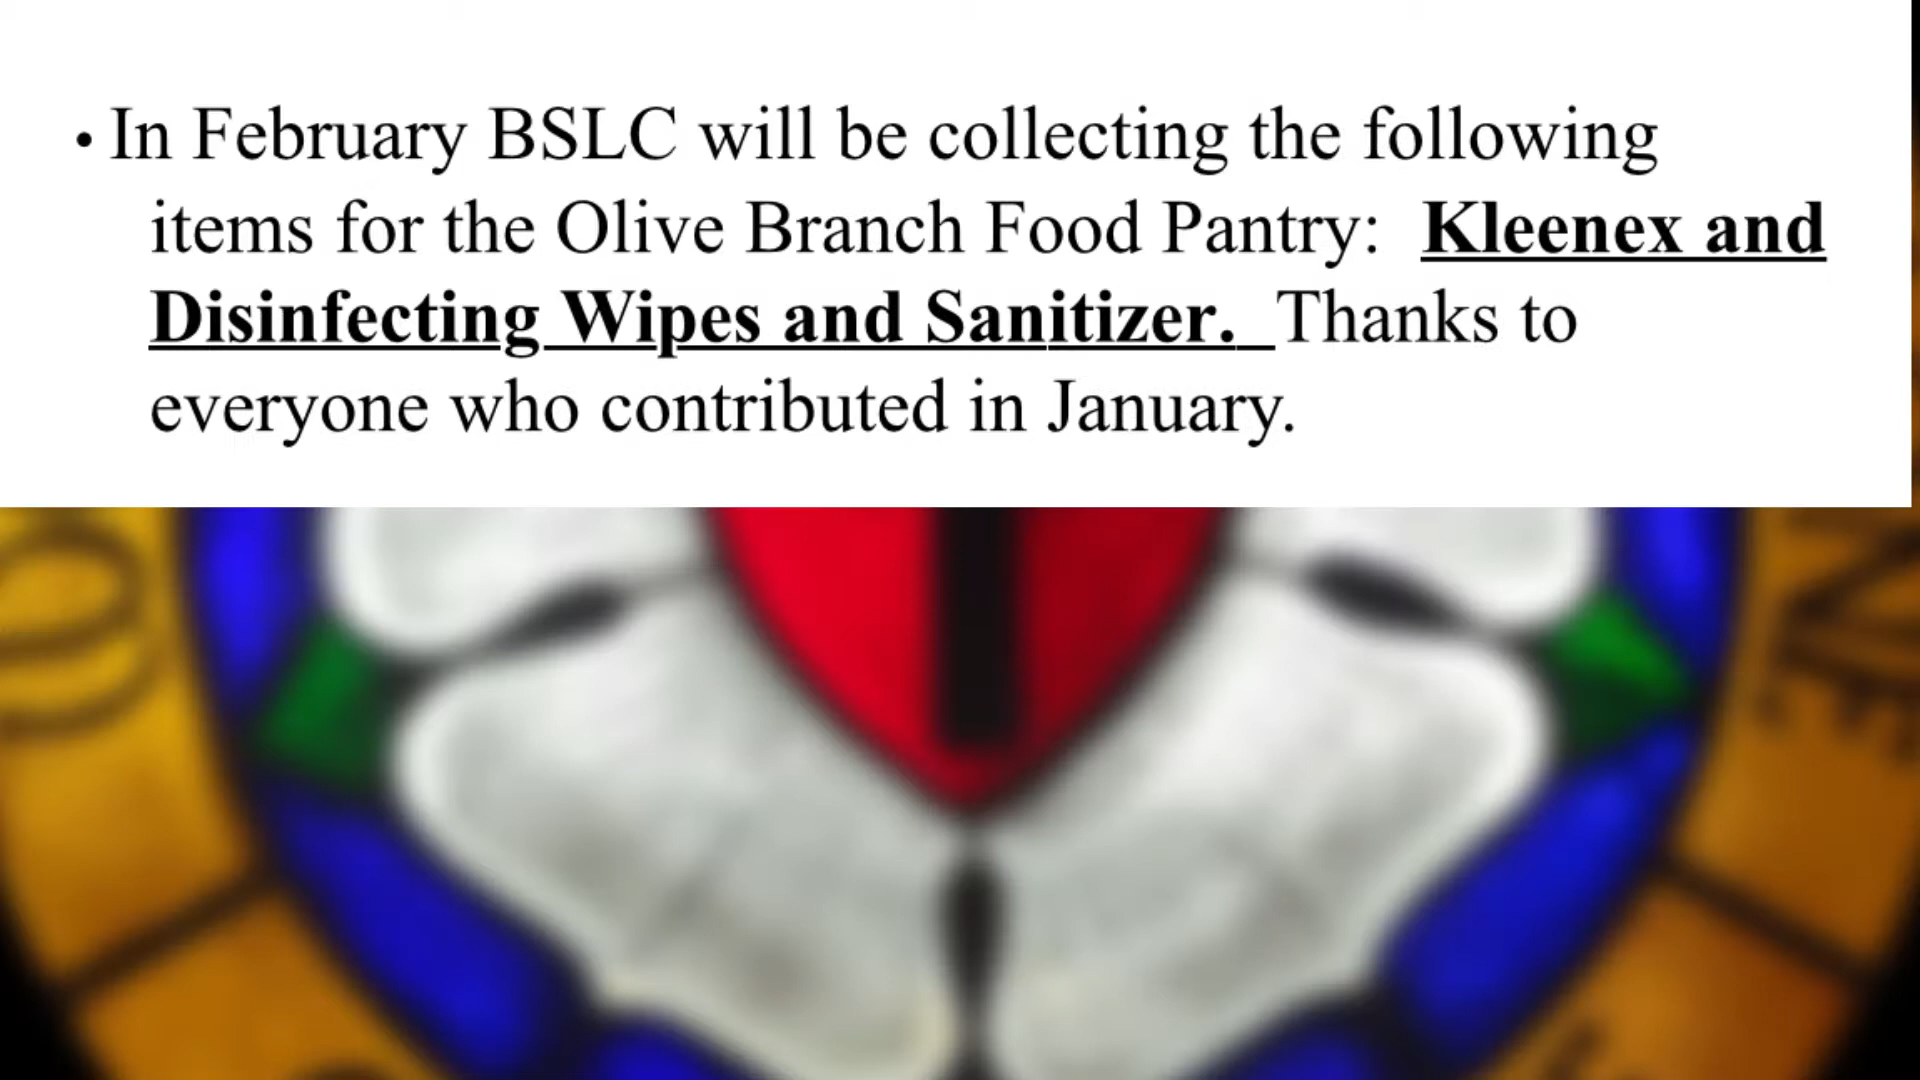 • In February BSLC will be collecting the following
items for the Olive Branch Food Pantry: Kleenex and
Disinfecting Wipes and Sanitizer. Thanks to
everyone who contributed in January.